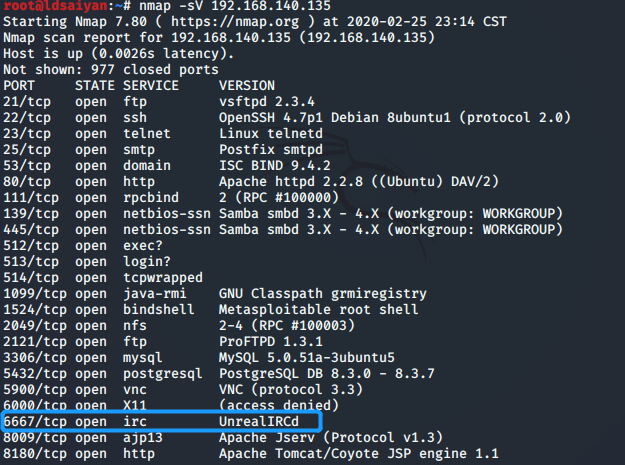 root@ldsaiyan:~# nmap -sV 192.168.140.135
Starting Nmap 7.80 ( https://nmap.org ) at 2020-02-25 23:14 CST
Nmap scan report for 192.168.140.135 (192.168.140.135)
Host is up (0.0026s latency).
Not shown: 977 closed ports
PORT STATE SERVICE VERSION
21/tcp open ftp vsftpd 2.3.4
22/tcp open ssh OpenSSH 4.7p1 Debian 8ubuntu1 (protocol 2.0)
23/tcp open telnet Linux telnetd
25/tcp open smtp Postfix smtpd
53/tcp open domain ISC BIND 9.4.2
80/tcp open http Apache httpd 2.2.8 ((Ubuntu) DAV/2)
111/tcp open rpcbind 2 (RPC #100000)
139/tcp open netbios-ssn Samba smbd 3.X - 4.X (workgroup: WORKGROUP)
445/tcp open netbios-ssn Samba smbd 3.X - 4.X (workgroup: WORKGROUP)
512/tcp open exec?
513/tcp open login?
514/tcp open tcpwrapped
1099/tcp open java-rmi GNU Classpath grmiregistry
1524/tcp open bindshell Metasploitable root shell
2049/tcp open nfs 2-4 (RPC #100003)
2121/tcp open ftp ProFTPD 1.3.1
3306/tcp open mysql MySQL 5.0.51a-3ubuntu5
5432/tcp open postgresql PostgreSQL DB 8.3.0 - 8.3.7
5900/tcp open vnc VNC (protocol 3.3)
6000/tcp open X11 (access denied)
6667/tcp open irc UnrealIRCd
8009/tcp open ajp13 Apache Jserv (Protocol v1.3)
8180/tcp open http Apache Tomcat/Coyote JSP engine 1.1